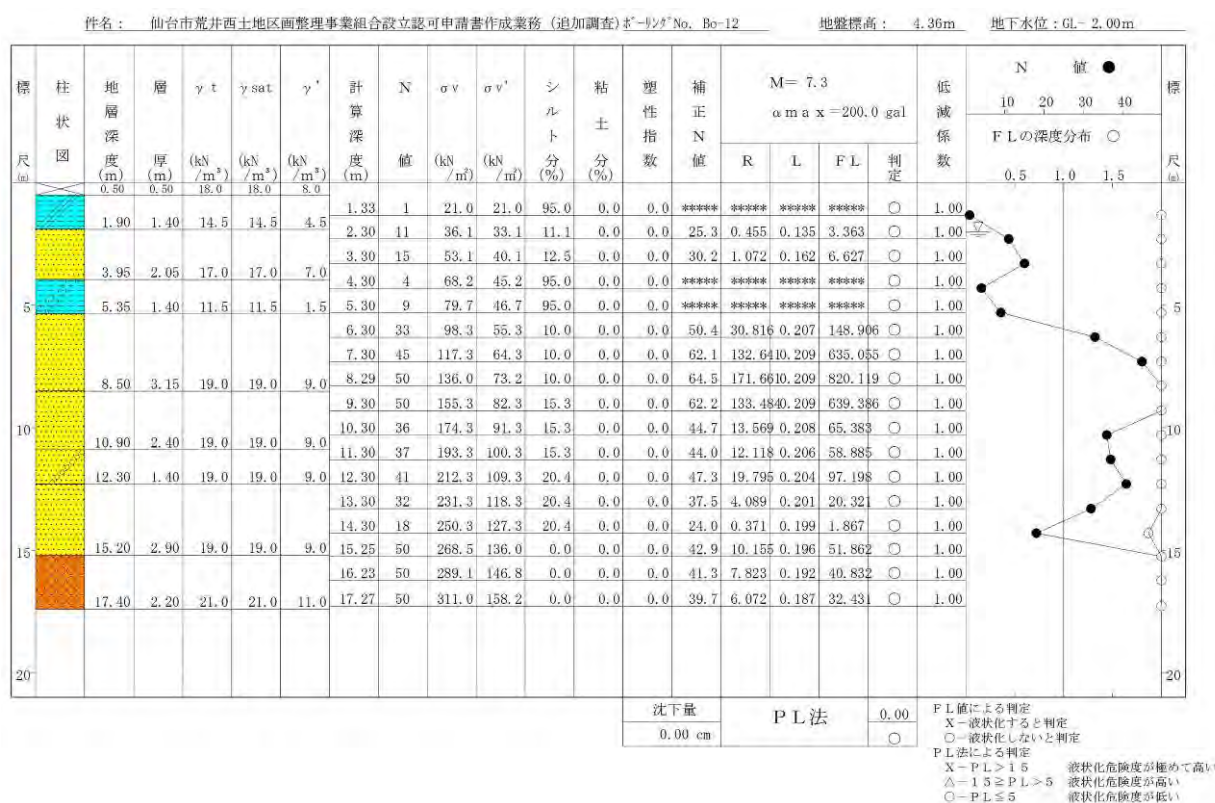 件名： 仙台市荒井西土地区画整理事業組合設立認可申請書作成業務（追加調査）ボーリングNo. Bo-12 地盤標高： 4.36m 地下水位：GL- 2.00m
標尺(m) 柱状図 地層深度(m) 層厚(m) γt(kN/m³) γsat(kN/m³) γ'(kN/m³) 計算深度(m) N値 σv(kN/㎡) σv'(kN/㎡) シルト分(%) 粘土分(%) 塑性指数 補正N値 M= 7.3 αmax=200.0 gal R L FL 判定 低減係数 N値 ● 10 20 30 40 FLの深度分布 ○ 0.5 1.0 1.5 標尺(m)
0.50 0.50 18.0 18.0 8.0
1.33 1 21.0 21.0 95.0 0.0 0.0 ***** ***** ***** ***** ○ 1.00
1.90 1.40 14.5 14.5 4.5
2.30 11 36.1 33.1 11.1 0.0 0.0 25.3 0.455 0.135 3.363 ○ 1.00
3.30 15 53.1 40.1 12.5 0.0 0.0 30.2 1.072 0.162 6.627 ○ 1.00
3.95 2.05 17.0 17.0 7.0
4.30 4 68.2 45.2 95.0 0.0 0.0 ***** ***** ***** ***** ○ 1.00
5 5.35 1.40 11.5 11.5 1.5 5.30 9 79.7 46.7 95.0 0.0 0.0 ***** ***** ***** ***** ○ 1.00 5
6.30 33 98.3 55.3 10.0 0.0 0.0 50.4 30.816 0.207 148.906 ○ 1.00
7.30 45 117.3 64.3 10.0 0.0 0.0 62.1 132.641 0.209 635.055 ○ 1.00
8.50 3.15 19.0 19.0 9.0 8.29 50 136.0 73.2 10.0 0.0 0.0 64.5 171.661 0.209 820.119 ○ 1.00
9.30 50 155.3 82.3 15.3 0.0 0.0 62.2 133.484 0.209 639.386 ○ 1.00
10 10.30 36 174.3 91.3 15.3 0.0 0.0 44.7 13.569 0.208 65.383 ○ 1.00 10
10.90 2.40 19.0 19.0 9.0
11.30 37 193.3 100.3 15.3 0.0 0.0 44.0 12.118 0.206 58.885 ○ 1.00
12.30 1.40 19.0 19.0 9.0 12.30 41 212.3 109.3 20.4 0.0 0.0 47.3 19.795 0.204 97.198 ○ 1.00
13.30 32 231.3 118.3 20.4 0.0 0.0 37.5 4.089 0.201 20.321 ○ 1.00
14.30 18 250.3 127.3 20.4 0.0 0.0 24.0 0.371 0.199 1.867 ○ 1.00
15 15.20 2.90 19.0 19.0 9.0 15.25 50 268.5 136.0 0.0 0.0 0.0 42.9 10.155 0.196 51.862 ○ 1.00 15
16.23 50 289.1 146.8 0.0 0.0 0.0 41.3 7.823 0.192 40.832 ○ 1.00
17.40 2.20 21.0 21.0 11.0 17.27 50 311.0 158.2 0.0 0.0 0.0 39.7 6.072 0.187 32.431 ○ 1.00
20 20
沈下量 PL法 0.00
0.00 cm ○
FL値による判定
X－液状化すると判定
○－液状化しないと判定
PL法による判定
X－PL＞15 液状化危険度が極めて高い
△－15≧PL＞5 液状化危険度が高い
○－PL≦5 液状化危険度が低い